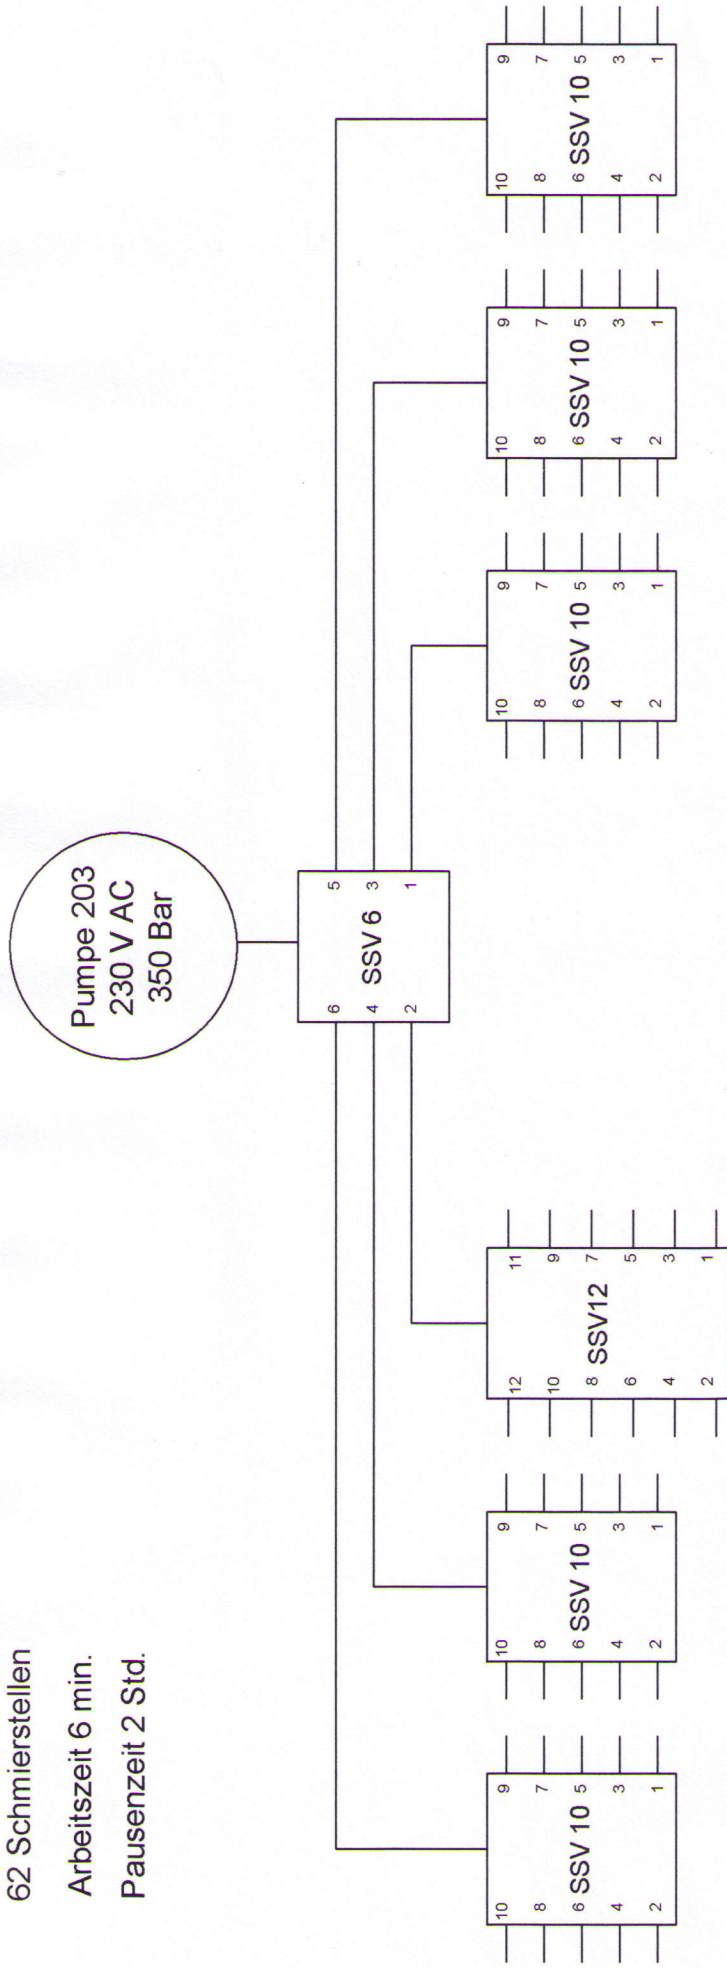 62 Schmierstellen
Arbeitszeit 6 min.
Pausenzeit 2 Std.
Pumpe 203
230 V AC
350 Bar
6 5
4 SSV 6 3
2 1
10 9
8 7
6 SSV 10 5
4 3
2 1
10 9
8 7
6 SSV 10 5
4 3
2 1
12 11
10 9
8 SSV12 7
6 5
4 3
2 1
10 9
8 7
6 SSV 10 5
4 3
2 1
10 9
8 7
6 SSV 10 5
4 3
2 1
10 9
8 7
6 SSV 10 5
4 3
2 1